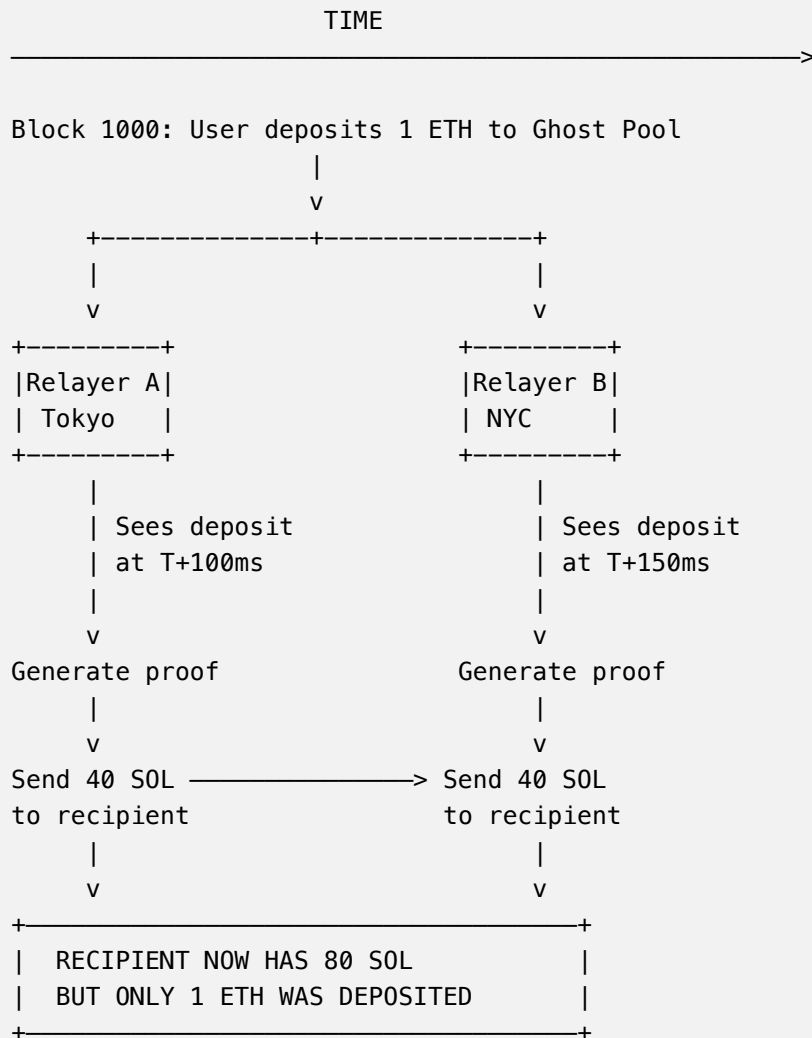 TIME
Block 1000: User deposits 1 ETH to Ghost Pool
|Relayer A| |Relayer B|
| Tokyo | | NYC |
| Sees deposit | Sees deposit
| at T+100ms | at T+150ms
Generate proof Generate proof
Send 40 SOL ————————> Send 40 SOL
to recipient to recipient
| RECIPIENT NOW HAS 80 SOL |
| BUT ONLY 1 ETH WAS DEPOSITED |